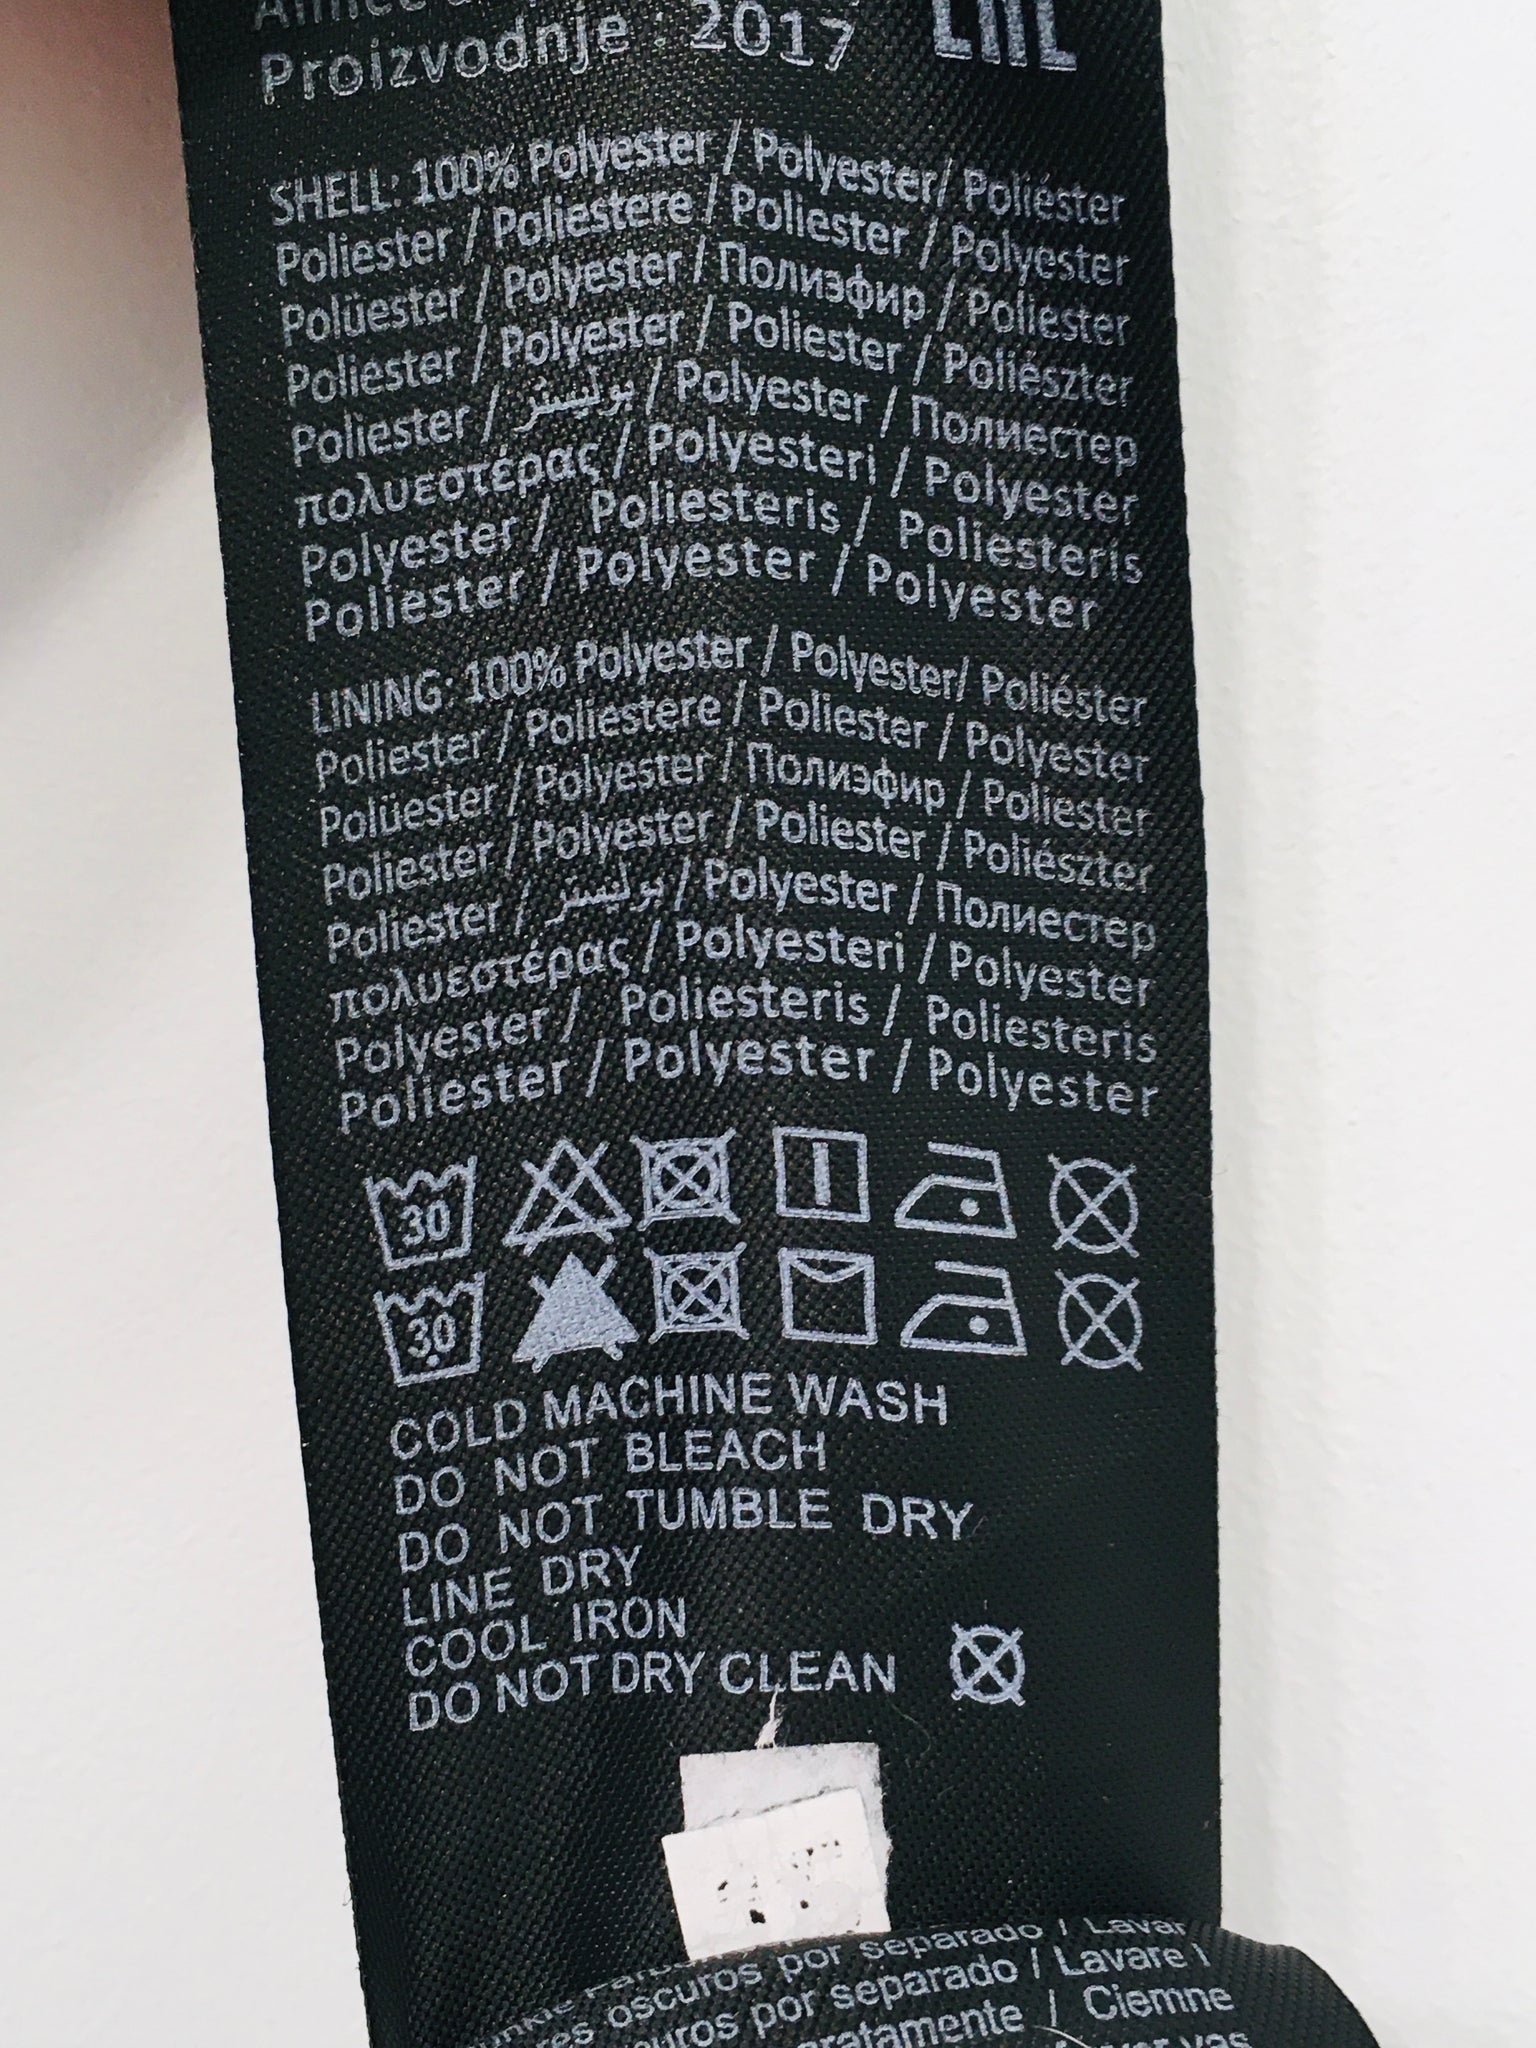 Proizvodnje : 2017
SHELL: 100% Polyester / Polyester/ Poliéster
Poliester / Poliestere / Poliester / Polyester
Polüester / Polyester / Полиэфир / Poliester
Poliester / Polyester / Poliester / Poliészter
Poliester / بوليستر / Polyester / Полиестер
πολυεστέρας / Polyesteri / Polyester
Polyester / Poliesteris / Poliesteris
Poliester / Polyester / Polyester
LINING: 100% Polyester / Polyester/ Poliéster
Poliester / Poliestere / Poliester / Polyester
Polüester / Polyester / Полиэфир / Poliester
Poliester / Polyester / Poliester / Poliészter
Poliester / بوليستر / Polyester / Полиестер
πολυεστέρας / Polyesteri / Polyester
Polyester / Poliesteris / Poliesteris
Poliester / Polyester / Polyester
30
30
COLD MACHINE WASH
DO NOT BLEACH
DO NOT TUMBLE DRY
LINE DRY
COOL IRON
DO NOT DRY CLEAN
oscuros por separado / Lavar
por separado / Lavare
/ Ciemne